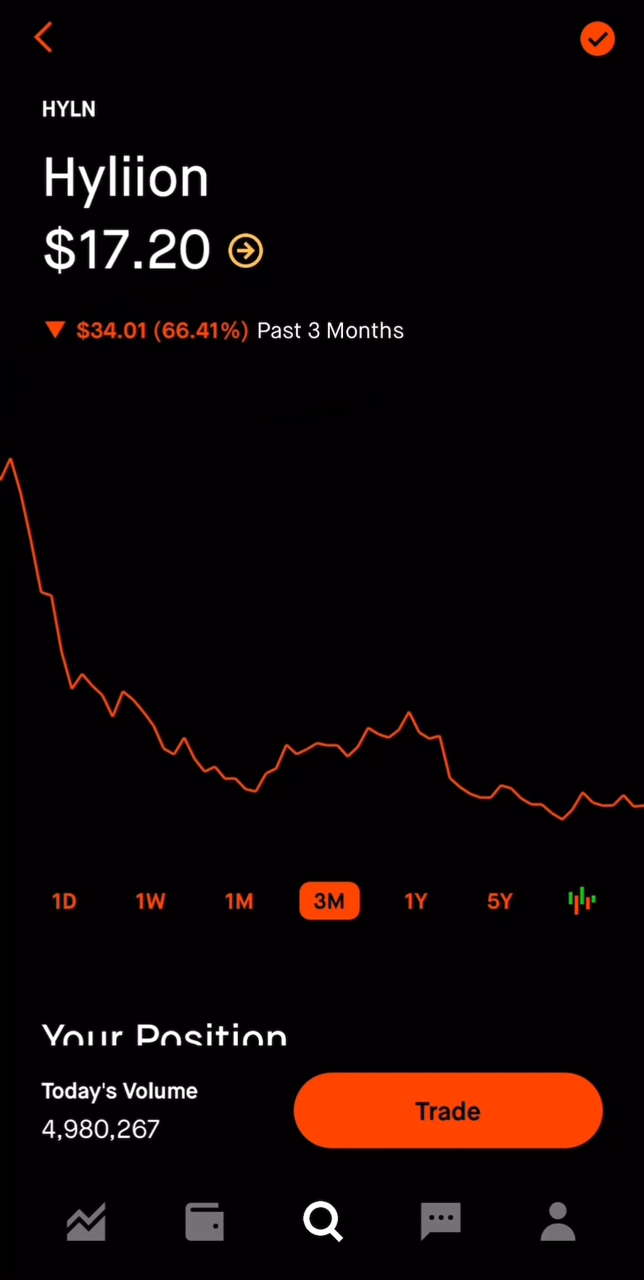 HYLN
Hyliion
$17.20
▼ $34.01 (66.41%) Past 3 Months
1D 1W 1M 3M 1Y 5Y
Your Position
Today's Volume
4,980,267
Trade